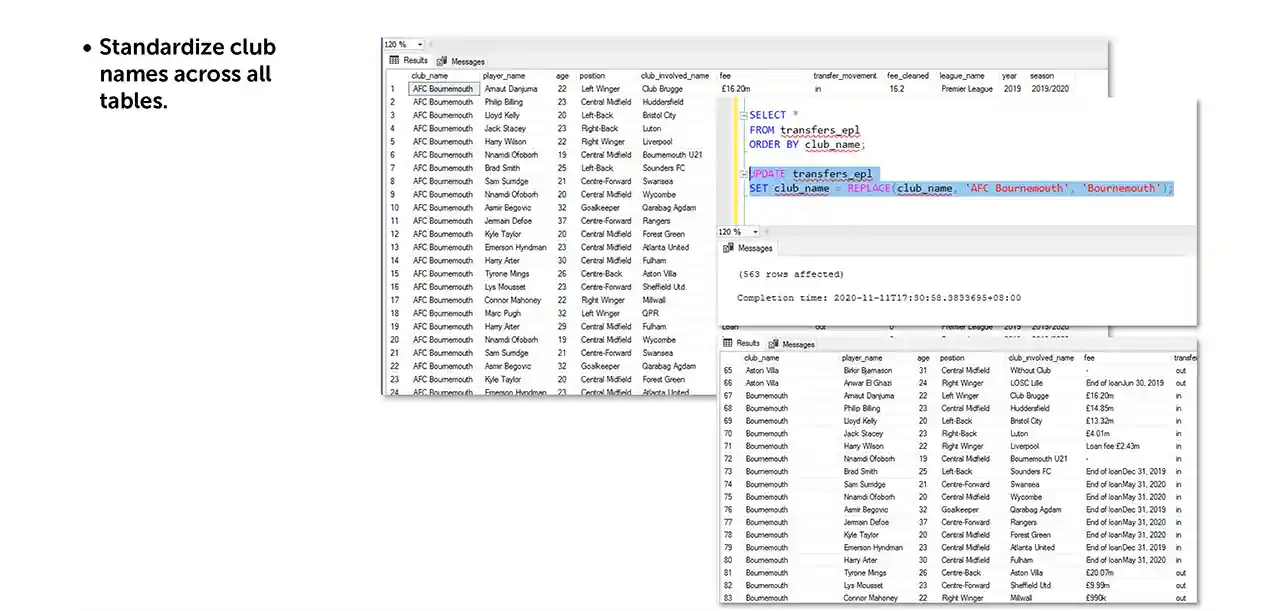 • Standardize club
names across all
tables.
120 %
Results Messages
club_name player_name age position club_involved_name fee transfer_movement fee_cleaned league_name year season
1 AFC Bournemouth Arnaut Danjuma 22 Left Winger Club Brugge £16.20m in 16.2 Premier League 2019 2019/2020
2 AFC Bournemouth Philip Billing 23 Central Midfield Huddersfield
3 AFC Bournemouth Lloyd Kelly 20 Left-Back Bristol City
4 AFC Bournemouth Jack Stacey 23 Right-Back Luton
5 AFC Bournemouth Harry Wilson 22 Right Winger Liverpool
6 AFC Bournemouth Nnamdi Ofoborh 19 Central Midfield Bournemouth U21
7 AFC Bournemouth Brad Smith 25 Left-Back Sounders FC
8 AFC Bournemouth Sam Surridge 21 Centre-Forward Swansea
9 AFC Bournemouth Nnamdi Ofoborh 20 Central Midfield Wycombe
10 AFC Bournemouth Asmir Begovic 32 Goalkeeper Qarabag Agdam
11 AFC Bournemouth Jermain Defoe 37 Centre-Forward Rangers
12 AFC Bournemouth Kyle Taylor 20 Central Midfield Forest Green
13 AFC Bournemouth Emerson Hyndman 23 Central Midfield Atlanta United
14 AFC Bournemouth Harry Arter 30 Central Midfield Fulham
15 AFC Bournemouth Tyrone Mings 26 Centre-Back Aston Villa
16 AFC Bournemouth Lys Mousset 23 Centre-Forward Sheffield Utd.
17 AFC Bournemouth Connor Mahoney 22 Right Winger Millwall
18 AFC Bournemouth Marc Pugh 32 Left Winger QPR
19 AFC Bournemouth Harry Arter 29 Central Midfield Fulham Loan out 0 Premier League 2019 2019/2020
20 AFC Bournemouth Nnamdi Ofoborh 19 Central Midfield Wycombe
21 AFC Bournemouth Sam Surridge 21 Centre-Forward Swansea
22 AFC Bournemouth Asmir Begovic 32 Goalkeeper Qarabag Agdam
23 AFC Bournemouth Kyle Taylor 20 Central Midfield Forest Green
24 AFC Bournemouth Emerson Hyndman 23 Central Midfield Atlanta United
SELECT *
FROM transfers_epl
ORDER BY club_name;
UPDATE transfers_epl
SET club_name = REPLACE(club_name, 'AFC Bournemouth', 'Bournemouth');
120 %
Messages
(563 rows affected)
Completion time: 2020-11-11T17:30:58.3833695+08:00
Results Messages
club_name player_name age position club_involved_name fee transfe
65 Aston Villa Birkir Bjarnason 31 Central Midfield Without Club - out
66 Aston Villa Anwar El Ghazi 24 Right Winger LOSC Lille End of loanJun 30, 2019 out
67 Bournemouth Arnaut Danjuma 22 Left Winger Club Brugge £16.20m in
68 Bournemouth Philip Billing 23 Central Midfield Huddersfield £14.85m in
69 Bournemouth Lloyd Kelly 20 Left-Back Bristol City £13.32m in
70 Bournemouth Jack Stacey 23 Right-Back Luton £4.01m in
71 Bournemouth Harry Wilson 22 Right Winger Liverpool Loan fee:£2.43m in
72 Bournemouth Nnamdi Ofoborh 19 Central Midfield Bournemouth U21 - in
73 Bournemouth Brad Smith 25 Left-Back Sounders FC End of loanDec 31, 2019 in
74 Bournemouth Sam Surridge 21 Centre-Forward Swansea End of loanMay 31, 2020 in
75 Bournemouth Nnamdi Ofoborh 20 Central Midfield Wycombe End of loanMay 31, 2020 in
76 Bournemouth Asmir Begovic 32 Goalkeeper Qarabag Agdam End of loanDec 31, 2019 in
77 Bournemouth Jermain Defoe 37 Centre-Forward Rangers End of loanMay 31, 2020 in
78 Bournemouth Kyle Taylor 20 Central Midfield Forest Green End of loanMay 31, 2020 in
79 Bournemouth Emerson Hyndman 23 Central Midfield Atlanta United End of loanDec 31, 2019 in
80 Bournemouth Harry Arter 30 Central Midfield Fulham End of loanMay 31, 2020 in
81 Bournemouth Tyrone Mings 26 Centre-Back Aston Villa £20.07m out
82 Bournemouth Lys Mousset 23 Centre-Forward Sheffield Utd. £9.99m out
83 Bournemouth Connor Mahoney 22 Right Winger Millwall £990k out